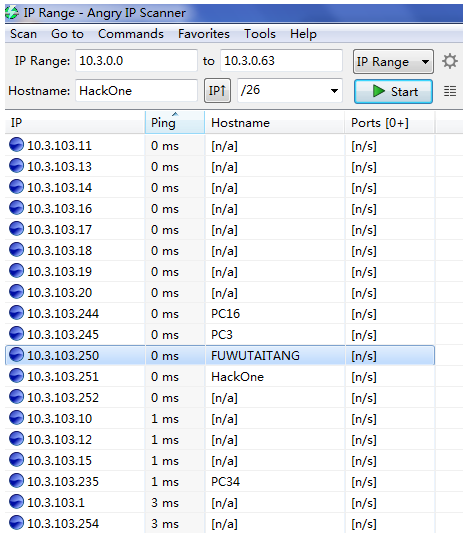 IP Range - Angry IP Scanner
Scan Go to Commands Favorites Tools Help
IP Range: 10.3.0.0 to 10.3.0.63 IP Range
Hostname: HackOne IP↑ /26 Start
IP Ping Hostname Ports [0+]
10.3.103.11 0 ms [n/a] [n/s]
10.3.103.13 0 ms [n/a] [n/s]
10.3.103.14 0 ms [n/a] [n/s]
10.3.103.16 0 ms [n/a] [n/s]
10.3.103.17 0 ms [n/a] [n/s]
10.3.103.18 0 ms [n/a] [n/s]
10.3.103.19 0 ms [n/a] [n/s]
10.3.103.20 0 ms [n/a] [n/s]
10.3.103.244 0 ms PC16 [n/s]
10.3.103.245 0 ms PC3 [n/s]
10.3.103.250 0 ms FUWUTAITANG [n/s]
10.3.103.251 0 ms HackOne [n/s]
10.3.103.252 0 ms [n/a] [n/s]
10.3.103.10 1 ms [n/a] [n/s]
10.3.103.12 1 ms [n/a] [n/s]
10.3.103.15 1 ms [n/a] [n/s]
10.3.103.235 1 ms PC34 [n/s]
10.3.103.1 3 ms [n/a] [n/s]
10.3.103.254 3 ms [n/a] [n/s]